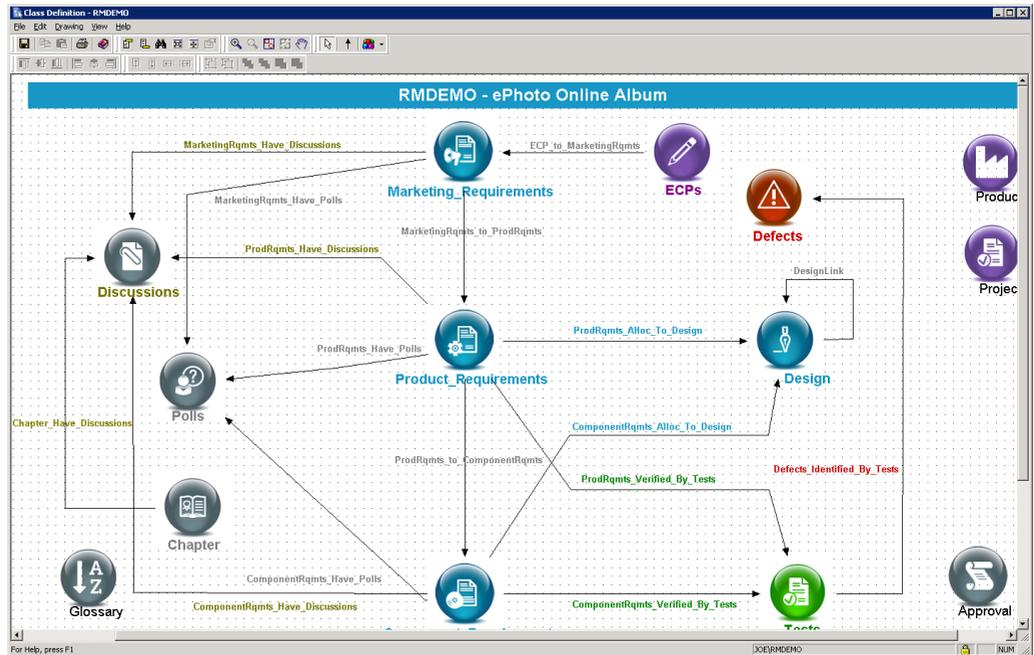 Class Definition - RMDEMO
File Edit Drawing View Help
RMDEMO - ePhoto Online Album
MarketingRqmts_Have_Discussions
ECP_to_MarketingRqmts
Marketing_Requirements
ECPs
Produc
MarketingRqmts_Have_Polls
MarketingRqmts_to_ProdRqmts
Defects
ProdRqmts_Have_Discussions
DesignLink
Discussions
Projec
ProdRqmts_Alloc_To_Design
ProdRqmts_Have_Polls
Product_Requirements
Design
Polls
Chapter_Have_Discussions
ComponentRqmts_Alloc_To_Design
ProdRqmts_to_ComponentRqmts
Defects_Identified_By_Tests
ProdRqmts_Verified_By_Tests
Chapter
A
Z
ComponentRqmts_Have_Polls
Glossary
ComponentRqmts_Have_Discussions
ComponentRqmts_Verified_By_Tests
Approval
Tests
For Help, press F1
JOE\RMDEMO
NUM